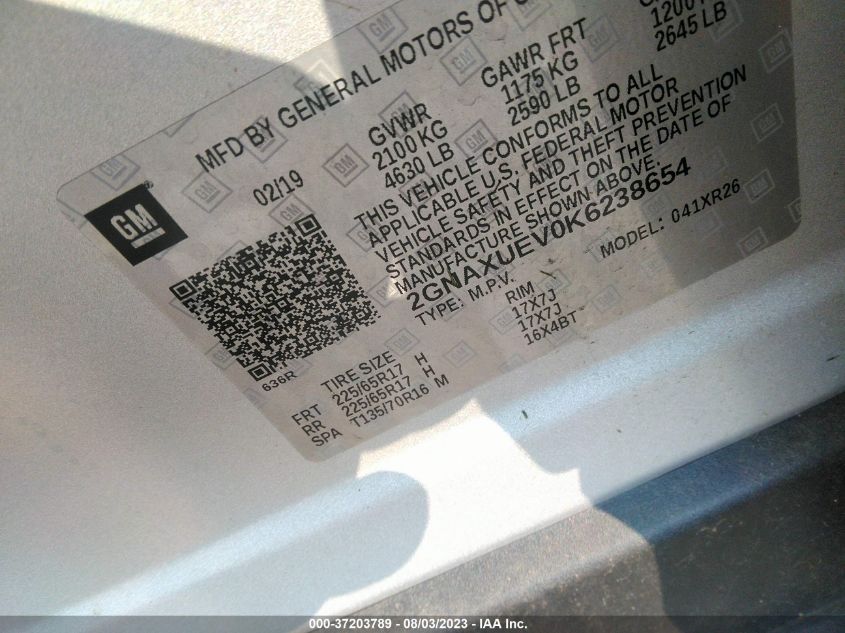 MFD BY GENERAL MOTORS OF
GVWR GAWR FRT
2100 KG 1175 KG 1200
4630 LB 2590 LB 2645 LB
GM
02/19
THIS VEHICLE CONFORMS TO ALL
APPLICABLE U.S. FEDERAL MOTOR
VEHICLE SAFETY AND THEFT PREVENTION
STANDARDS IN EFFECT ON THE DATE OF
MANUFACTURE SHOWN ABOVE.
2GNAXUEV0K6238654
TYPE: M.P.V. MODEL: 041XR26
636R
TIRE SIZE RIM
FRT 225/65R17 H 17X7J
RR 225/65R17 H 17X7J
SPA T135/70R16 M 16X4BT
000-37203789 - 08/03/2023 - IAA Inc.